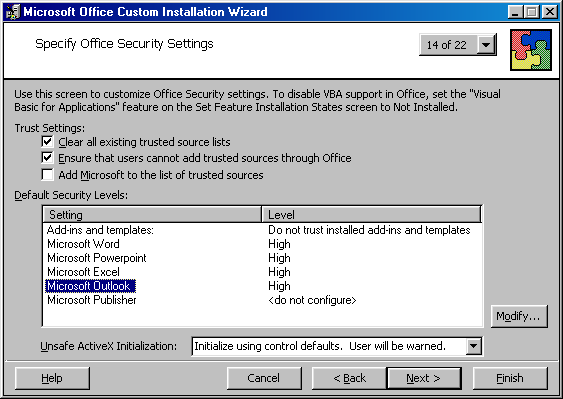 Microsoft Office Custom Installation Wizard
Specify Office Security Settings
14 of 22
Use this screen to customize Office Security settings. To disable VBA support in Office, set the "Visual
Basic for Applications" feature on the Set Feature Installation States screen to Not Installed.
Trust Settings:
Clear all existing trusted source lists
Ensure that users cannot add trusted sources through Office
Add Microsoft to the list of trusted sources
Default Security Levels:
Setting Level
Add-ins and templates: Do not trust installed add-ins and templates
Microsoft Word High
Microsoft Powerpoint High
Microsoft Excel High
Microsoft Outlook High
Microsoft Publisher <do not configure>
Modify...
Unsafe ActiveX Initialization: Initialize using control defaults. User will be warned.
Help Cancel < Back Next > Finish